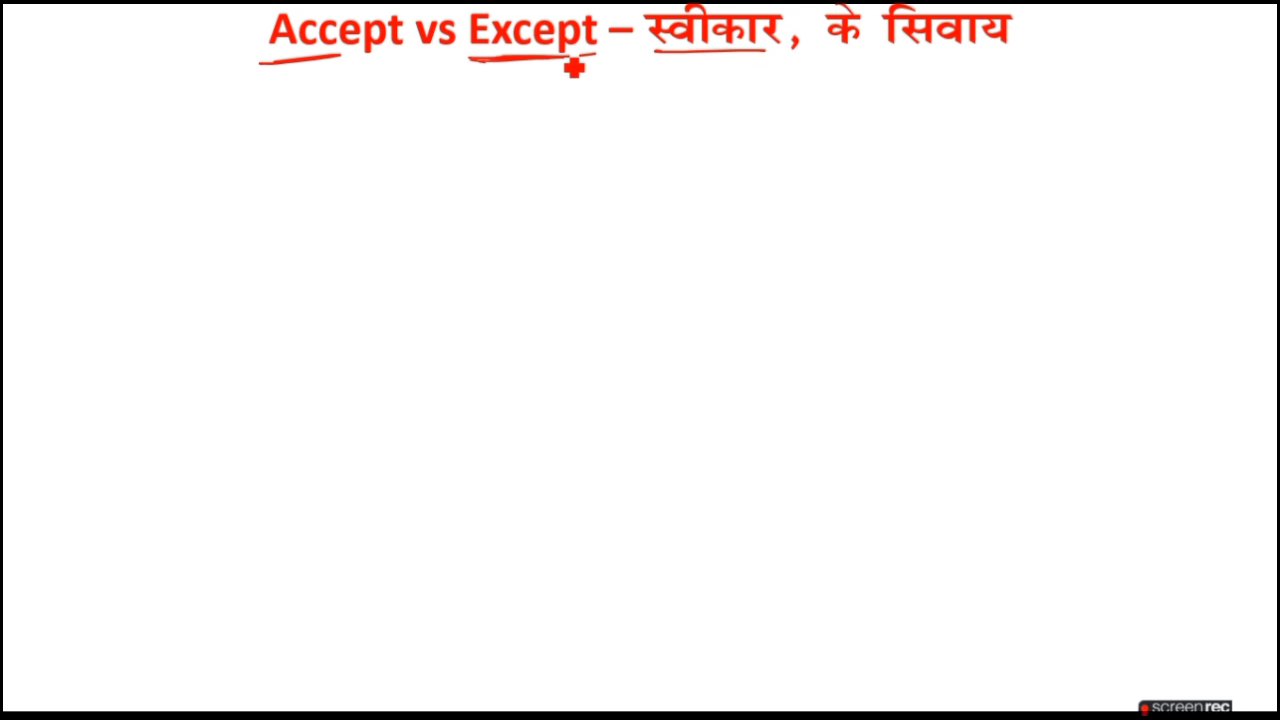 Accept vs Except – स्वीकार, के सिवाय
screenrec